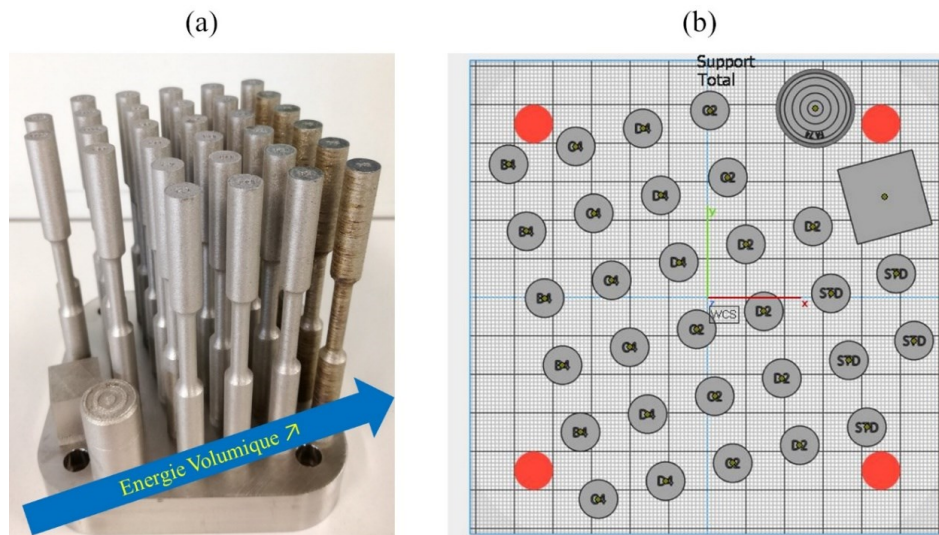 (a)
(b)
Energie Volumique ↗
Support
Total
C2
D4
C4
B4
C2
D4
C4
B4
D2
D2
D4
STD
C4
STD
B4
y
x
z
WCS
D2
C2
STD
C4
STD
B4
D2
C2
D4
STD
B4
D2
C2
D4
C4